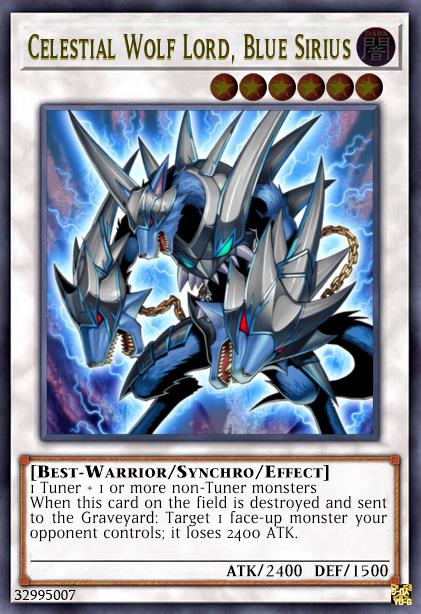 Celestial Wolf Lord, Blue Sirius
DARK
闇
[Best-Warrior/Synchro/Effect]
1 Tuner + 1 or more non-Tuner monsters
When this card on the field is destroyed and sent
to the Graveyard: Target 1 face-up monster your
opponent controls; it loses 2400 ATK.
ATK/2400 DEF/1500
32995007